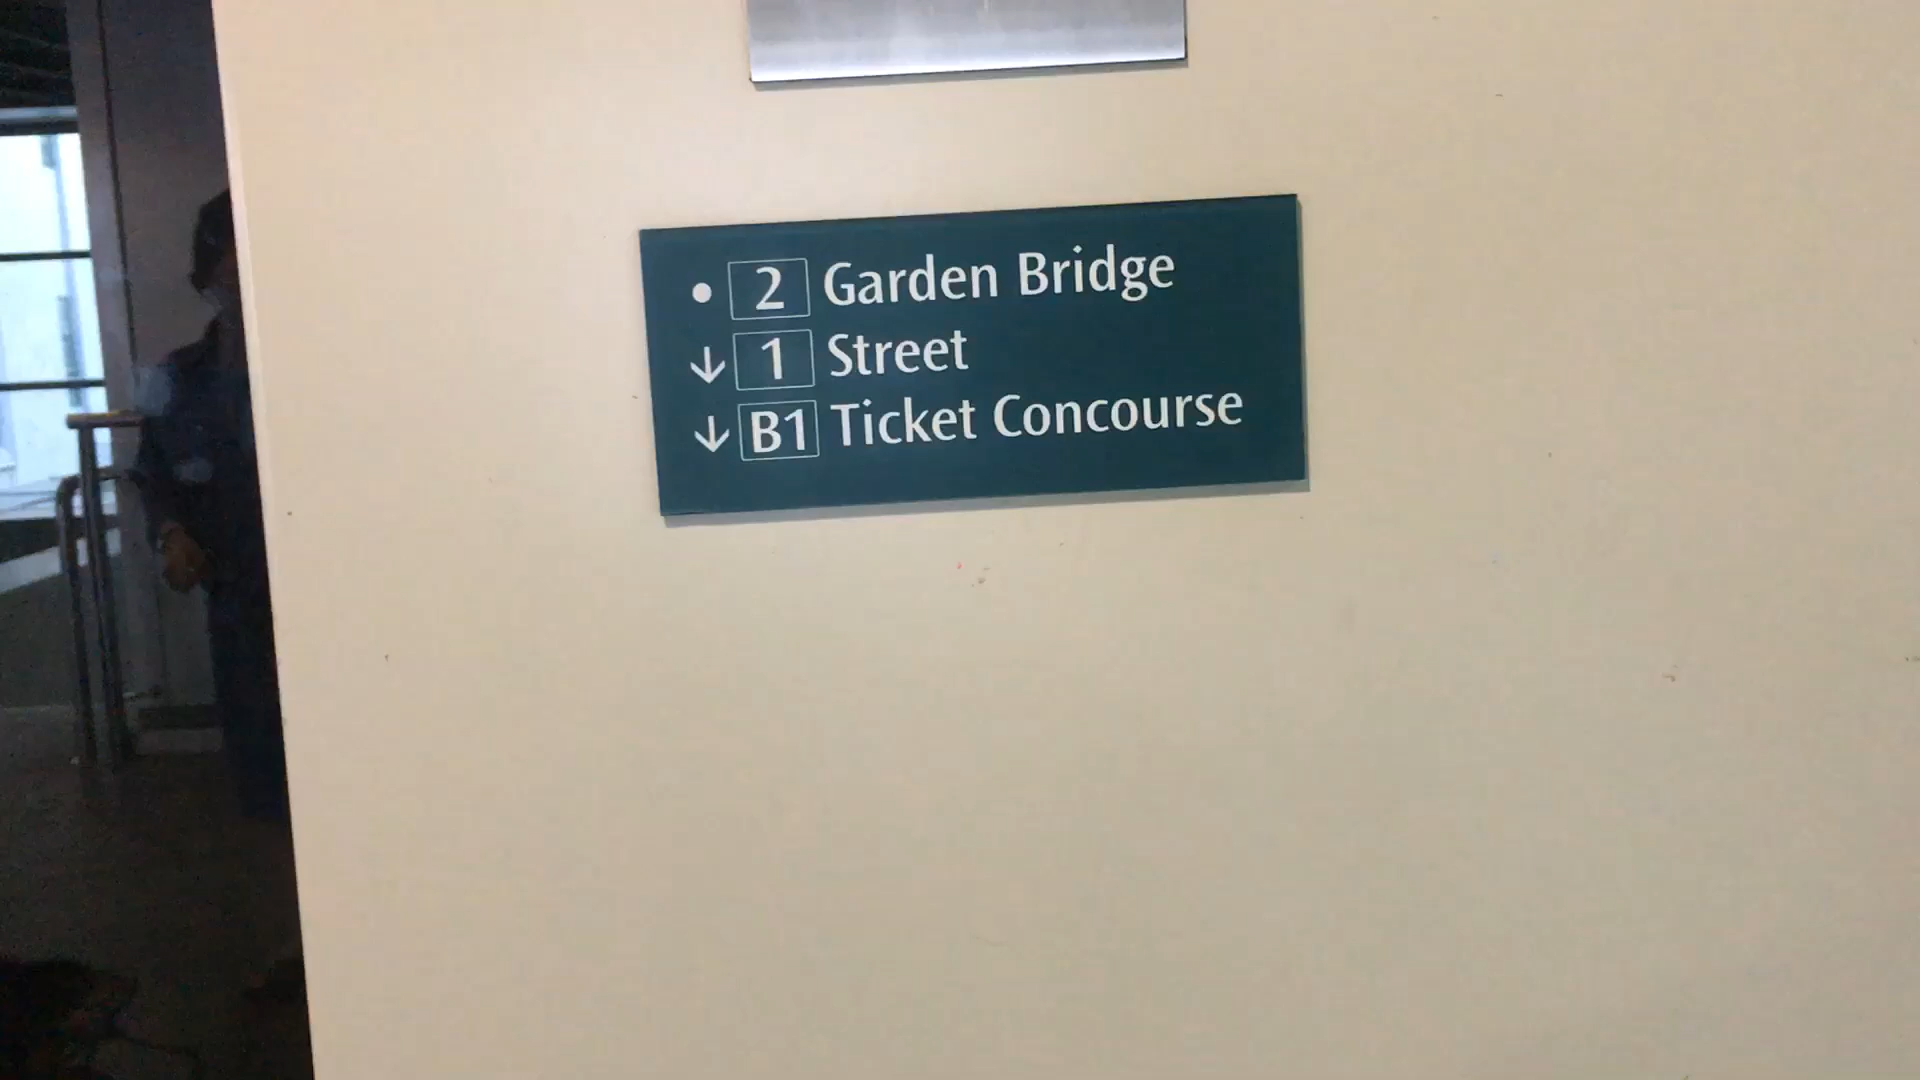 • 2 Garden Bridge
↓ 1 Street
↓ B1 Ticket Concourse